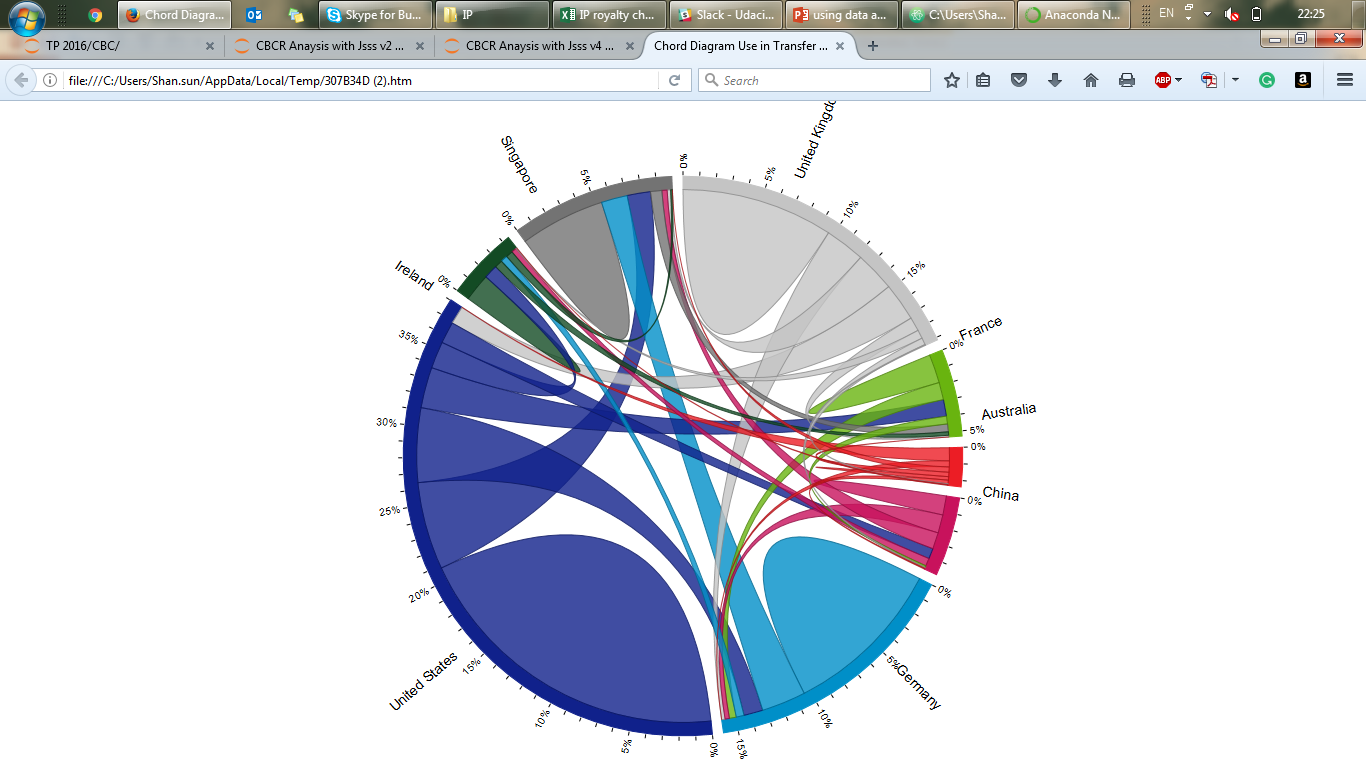 Chord Diagra...
Skype for Bu...
IP
IP royalty ch...
Slack - Udaci...
using data a...
C:\Users\Sha...
Anaconda N...
EN
22:25
TP 2016/CBC/
CBCR Anaysis with Jsss v2 ...
CBCR Anaysis with Jsss v4 ...
Chord Diagram Use in Transfer ...
file:///C:/Users/Shan.sun/AppData/Local/Temp/307B34D (2).htm
Search
ABP
United Kingdo
0%
5%
10%
15%
France
0%
5%
Australia
0%
China
0%
Germany
0%
5%
10%
15%
United States
0%
5%
10%
15%
20%
25%
30%
35%
Ireland
0%
Singapore
0%
5%